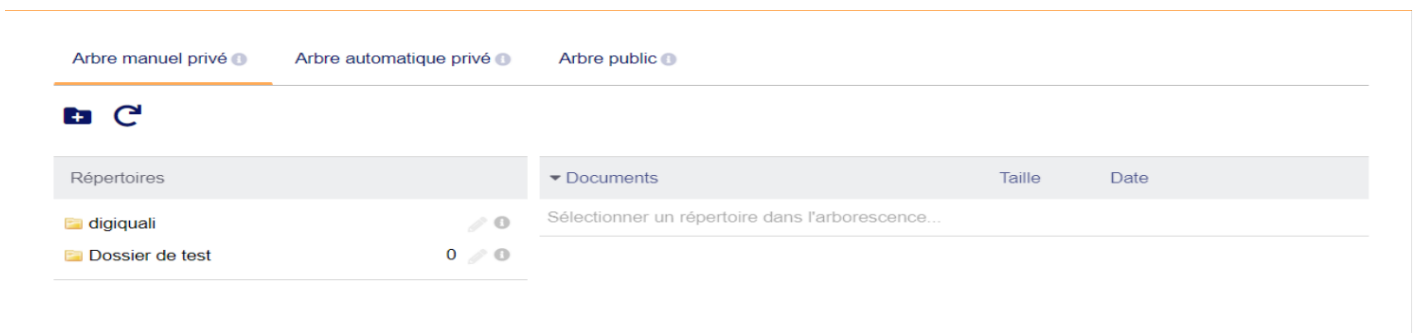 Arbre manuel privé Arbre automatique privé Arbre public
Répertoires
Documents Taille Date
digiquali
Sélectionner un répertoire dans l'arborescence...
Dossier de test 0